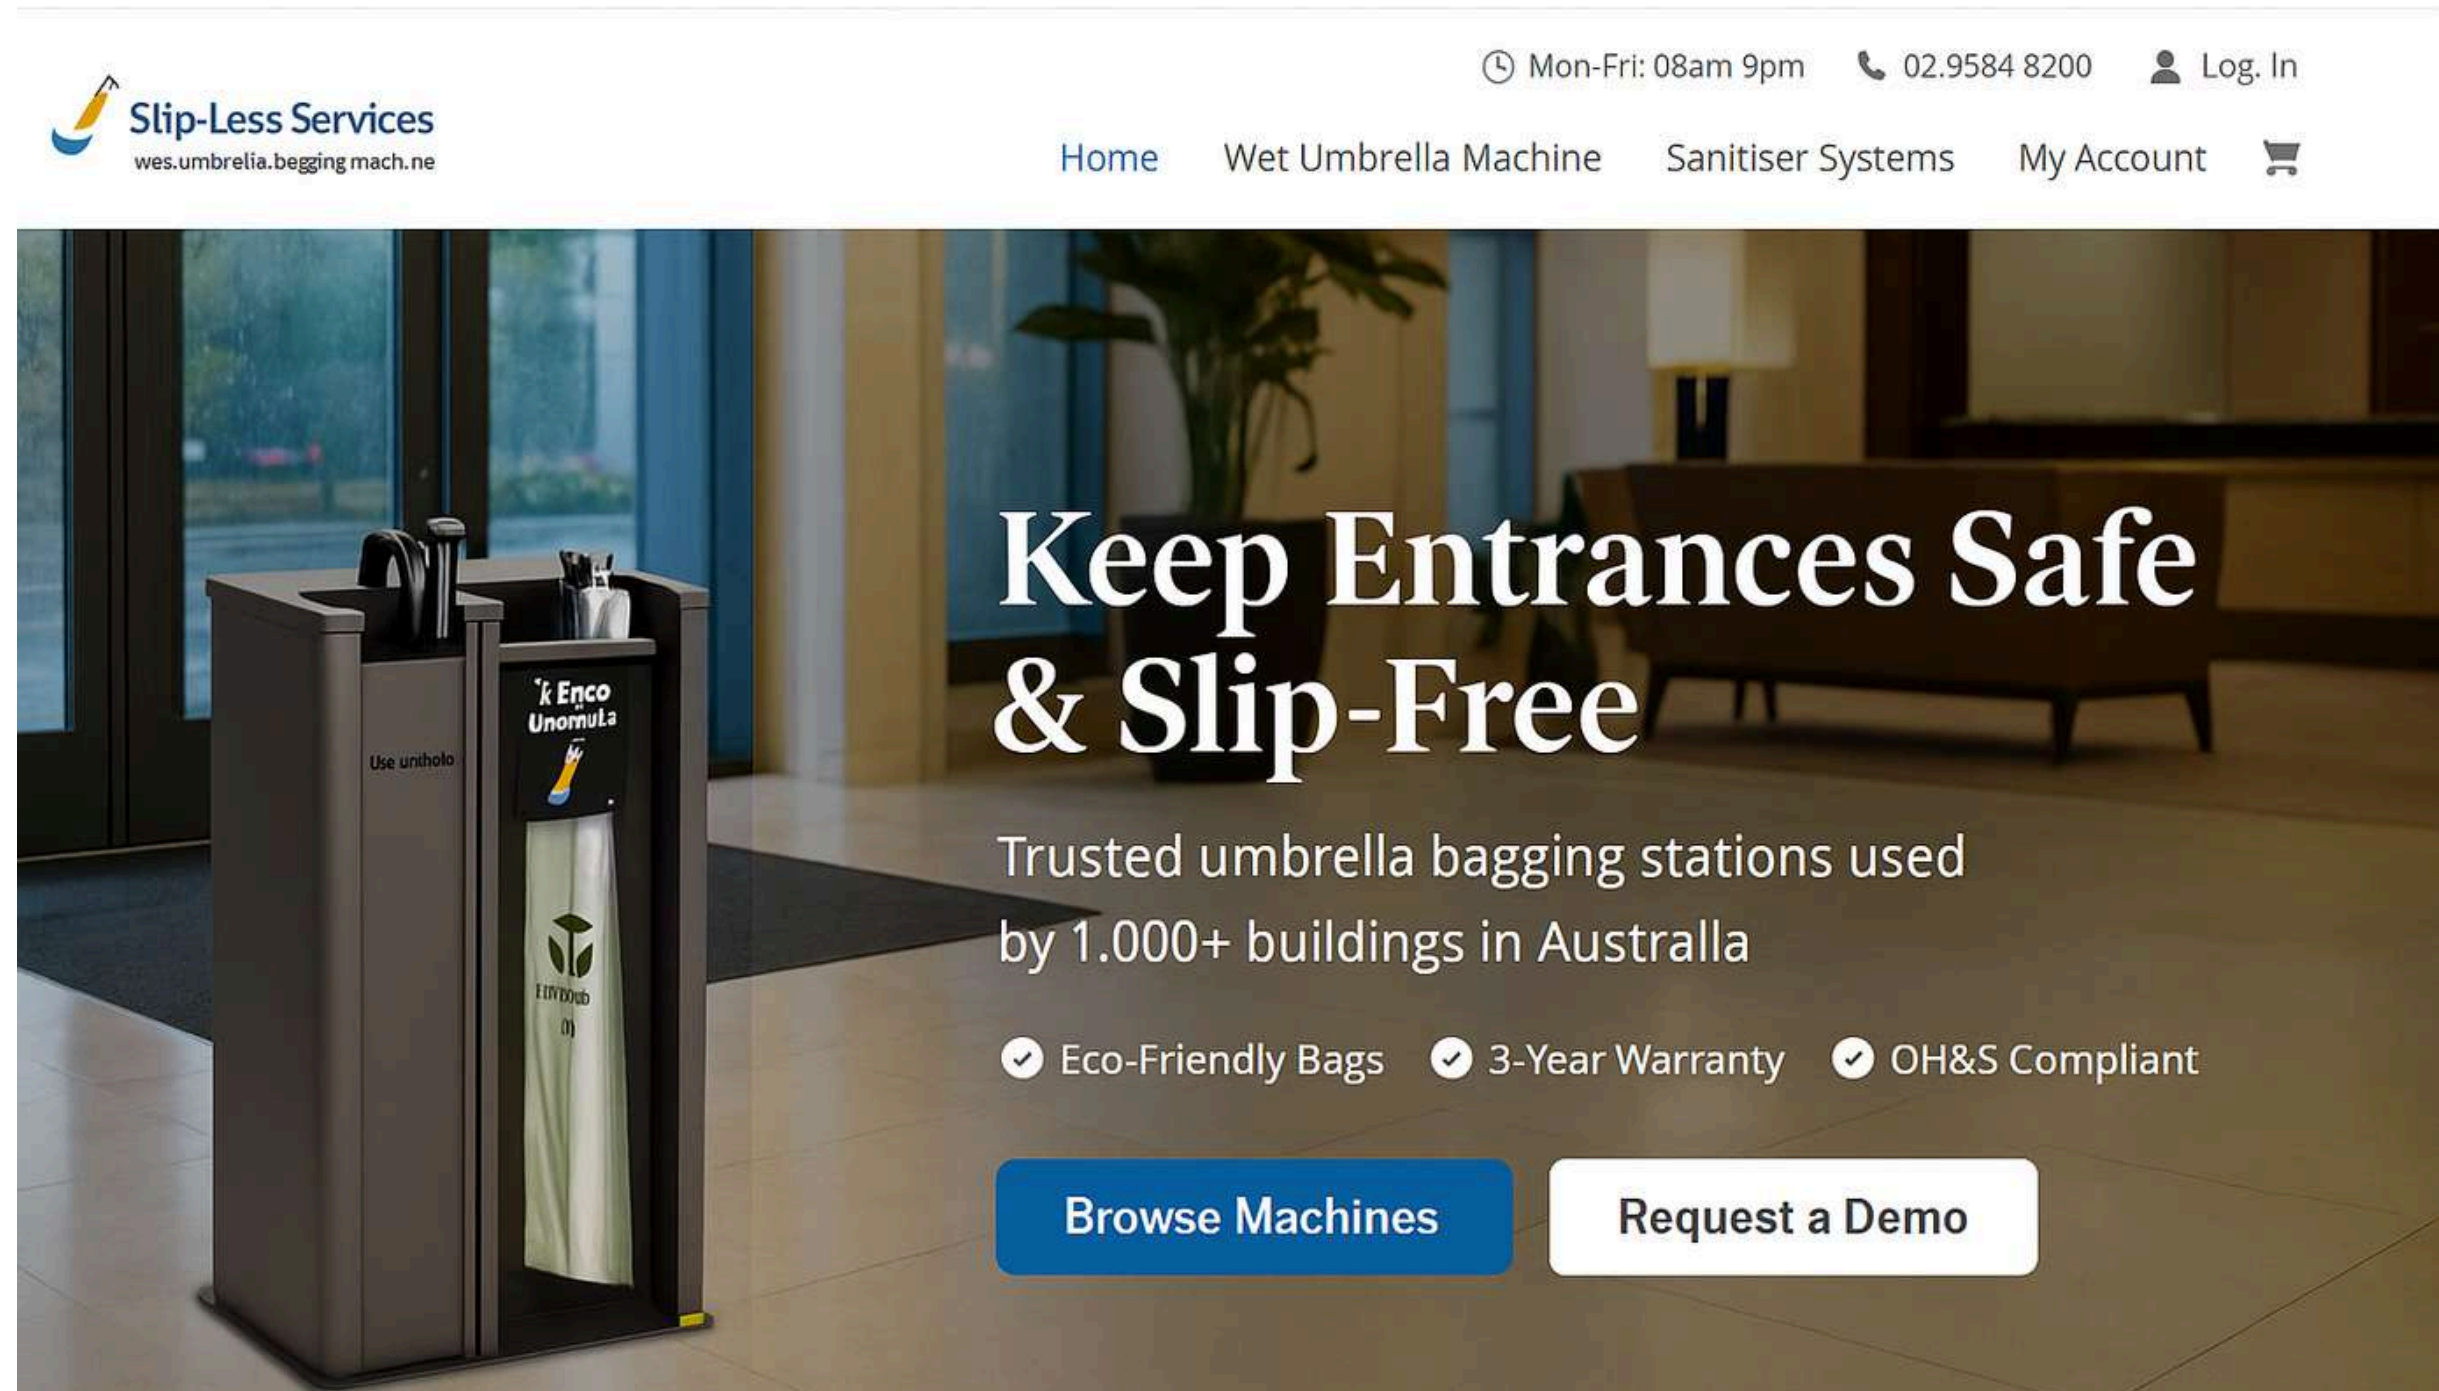 Mon-Fri: 08am 9pm 02.9584 8200 Log. In
Slip-Less Services
wes.umbrelia.begging mach.ne
Home Wet Umbrella Machine Sanitiser Systems My Account
Keep Entrances Safe
& Slip-Free
Enco
Unomula
Use untholo
Trusted umbrella bagging stations used
by 1.000+ buildings in Australla
Eco-Friendly Bags 3-Year Warranty OH&S Compliant
Browse Machines Request a Demo